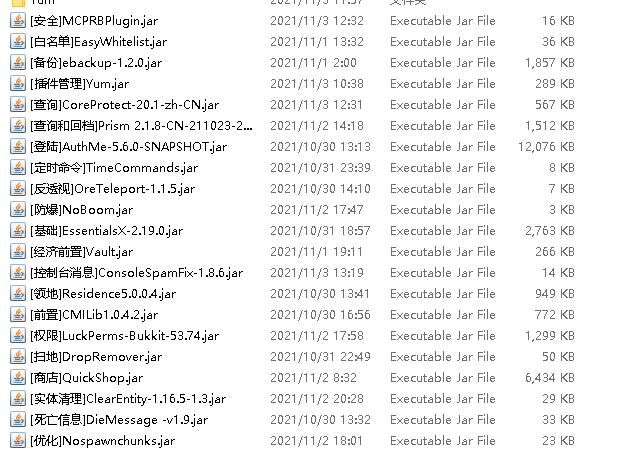 Yum 2021/11/3 11:37 文件夹
[安全]MCPRBPlugin.jar 2021/11/3 12:32 Executable Jar File 16 KB
[白名单]EasyWhitelist.jar 2021/11/1 13:32 Executable Jar File 36 KB
[备份]ebackup-1.2.0.jar 2021/11/1 2:00 Executable Jar File 1,857 KB
[插件管理]Yum.jar 2021/11/3 10:38 Executable Jar File 289 KB
[查询]CoreProtect-20.1-zh-CN.jar 2021/11/3 12:31 Executable Jar File 567 KB
[查询和回档]Prism 2.1.8-CN-211023-2... 2021/11/2 14:18 Executable Jar File 1,512 KB
[登陆]AuthMe-5.6.0-SNAPSHOT.jar 2021/10/30 13:13 Executable Jar File 12,076 KB
[定时命令]TimeCommands.jar 2021/10/31 23:39 Executable Jar File 8 KB
[反透视]OreTeleport-1.1.5.jar 2021/10/30 14:10 Executable Jar File 7 KB
[防爆]NoBoom.jar 2021/11/2 17:47 Executable Jar File 3 KB
[基础]EssentialsX-2.19.0.jar 2021/10/31 18:57 Executable Jar File 2,763 KB
[经济前置]Vault.jar 2021/11/1 19:11 Executable Jar File 266 KB
[控制台消息]ConsoleSpamFix-1.8.6.jar 2021/11/3 13:19 Executable Jar File 14 KB
[领地]Residence5.0.0.4.jar 2021/10/30 13:41 Executable Jar File 949 KB
[前置]CMILib1.0.4.2.jar 2021/10/30 16:56 Executable Jar File 772 KB
[权限]LuckPerms-Bukkit-53.74.jar 2021/11/2 17:58 Executable Jar File 1,299 KB
[扫地]DropRemover.jar 2021/10/31 22:49 Executable Jar File 50 KB
[商店]QuickShop.jar 2021/11/2 8:32 Executable Jar File 6,434 KB
[实体清理]ClearEntity-1.16.5-1.3.jar 2021/11/2 20:28 Executable Jar File 29 KB
[死亡信息]DieMessage -v1.9.jar 2021/10/30 13:32 Executable Jar File 33 KB
[优化]Nospawnchunks.jar 2021/11/2 18:01 Executable Jar File 23 KB